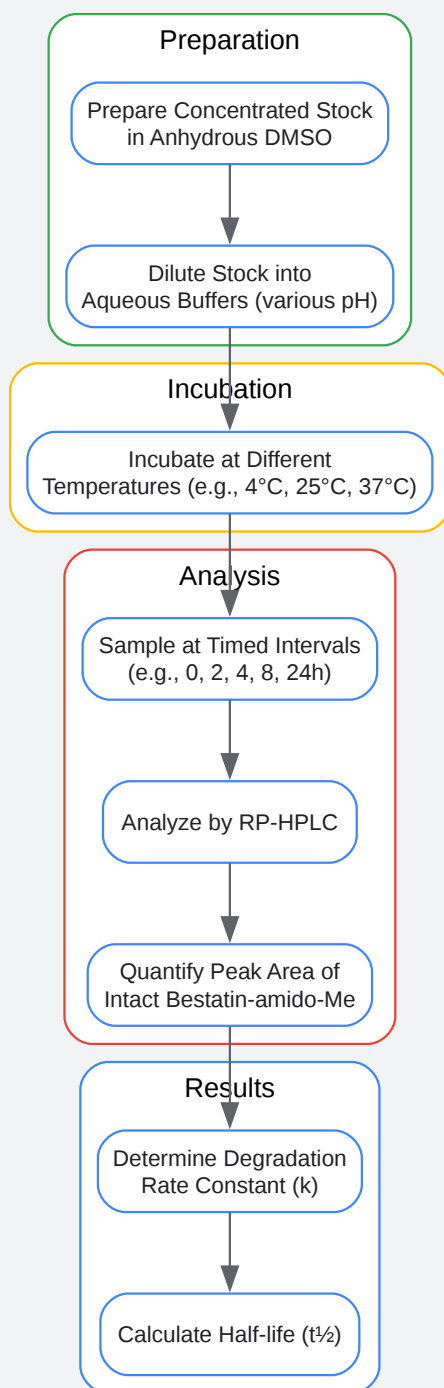 Preparation
Prepare Concentrated Stock
in Anhydrous DMSO
Dilute Stock into
Aqueous Buffers (various pH)
Incubation
Incubate at Different
Temperatures (e.g., 4°C, 25°C, 37°C)
Analysis
Sample at Timed Intervals
(e.g., 0, 2, 4, 8, 24h)
Analyze by RP-HPLC
Quantify Peak Area of
Intact Bestatin-amido-Me
Results
Determine Degradation
Rate Constant (k)
Calculate Half-life (t½)